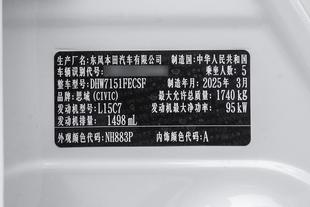 生产厂名: 东风本田汽车有限公司 制造国: 中华人民共和国
车辆识别代号: 乘坐人数: 5
整车型号: DHW7151FECSF 制造年月: 2025年 3月
品牌: 思域 (CIVIC) 最大允许总质量: 1740 kg
发动机型号: L15C7 发动机最大净功率: 95 kW
发动机排量: 1498 mL
外观颜色代码: NH883P 内饰颜色代码: A